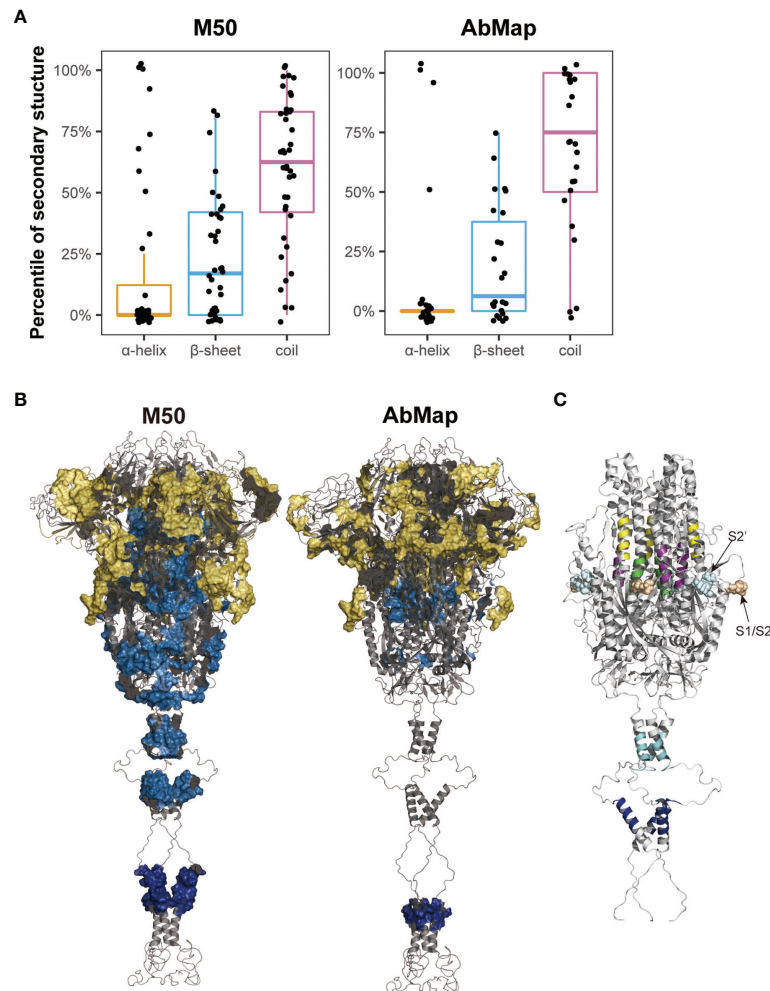 A
M50
AbMap
Percentile of secondary stucture
100%
75%
50%
25%
0%
α-helix
β-sheet
coil
100%
75%
50%
25%
0%
α-helix
β-sheet
coil
B
M50
AbMap
C
S2'
S1/S2